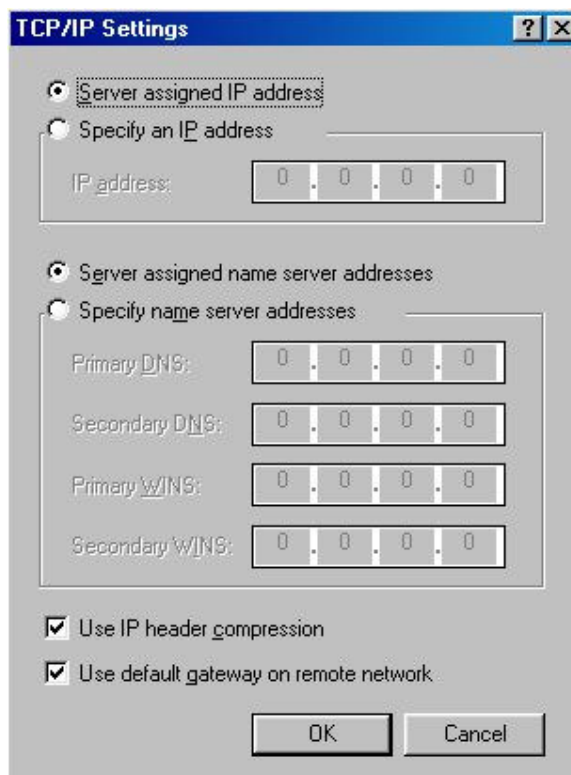 TCP/IP Settings ? X
Server assigned IP address
Specify an IP address
IP address: 0 . 0 . 0 . 0
Server assigned name server addresses
Specify name server addresses
Primary DNS: 0 . 0 . 0 . 0
Secondary DNS: 0 . 0 . 0 . 0
Primary WINS: 0 . 0 . 0 . 0
Secondary WINS: 0 . 0 . 0 . 0
Use IP header compression
Use default gateway on remote network
OK Cancel